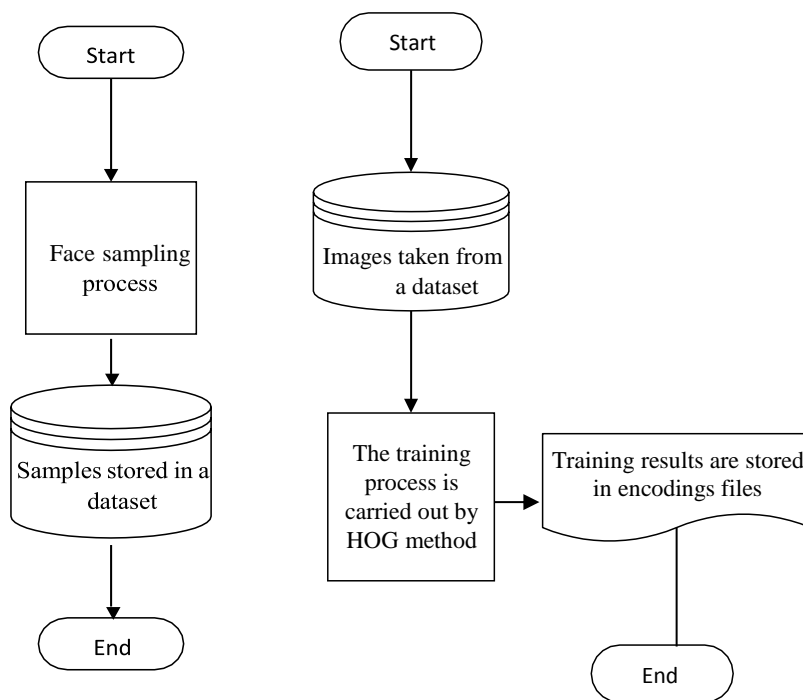 Start
Face sampling
process
Samples stored in a
dataset
End
Start
Images taken from
a dataset
The training
process is
carried out by
HOG method
Training results are stored
in encodings files
End